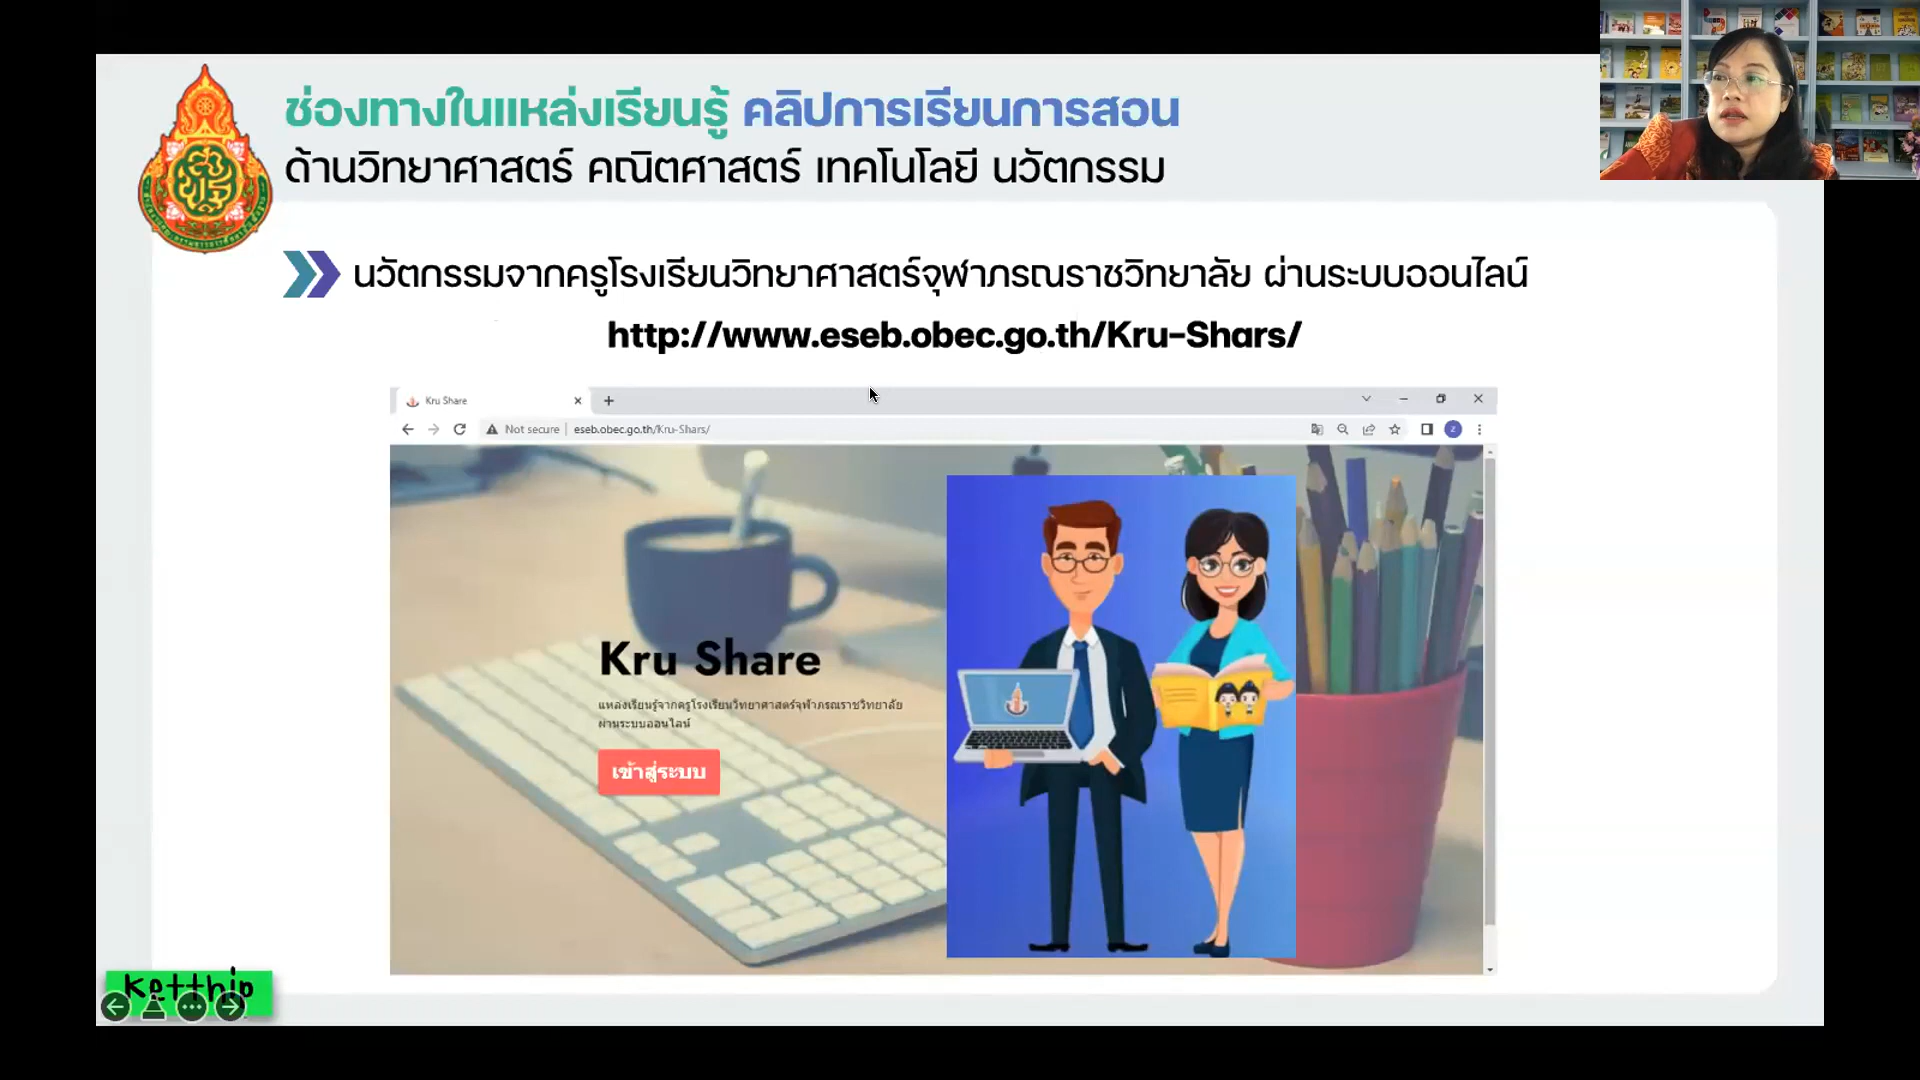 ช่องทางในแหล่งเรียนรู้ คลิปการเรียนการสอน
ด้านวิทยาศาสตร์ คณิตศาสตร์ เทคโนโลยี นวัตกรรม
นวัตกรรมจากครูโรงเรียนวิทยาศาสตร์จุฬาภรณราชวิทยาลัย ผ่านระบบออนไลน์
http://www.eseb.obec.go.th/Kru-Shars/
Kru Share
Not secure
eseb.obec.go.th/Kru-Shars/
Kru Share
แหล่งเรียนรู้จากครูโรงเรียนวิทยาศาสตร์จุฬาภรณราชวิทยาลัย
ผ่านระบบออนไลน์
เข้าสู่ระบบ
Ketthip